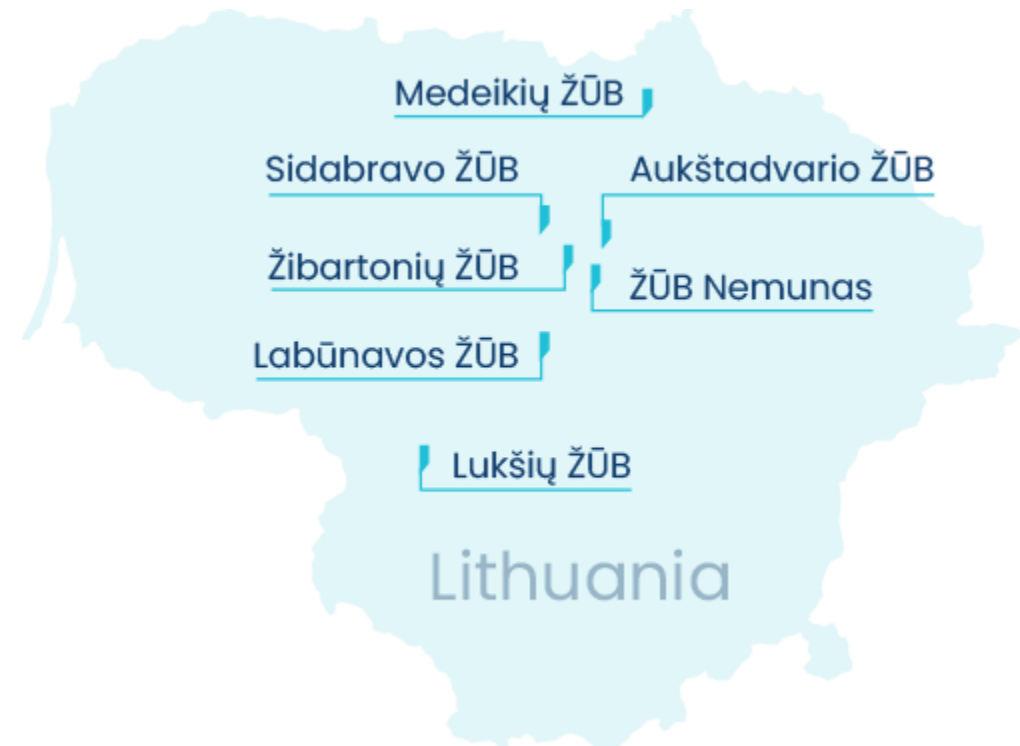 Medeikių ŽŪB
Sidabravo ŽŪB
Aukštadvario ŽŪB
Žibartonių ŽŪB
ŽŪB Nemunas
Labūnavos ŽŪB
Lukšių ŽŪB
Lithuania